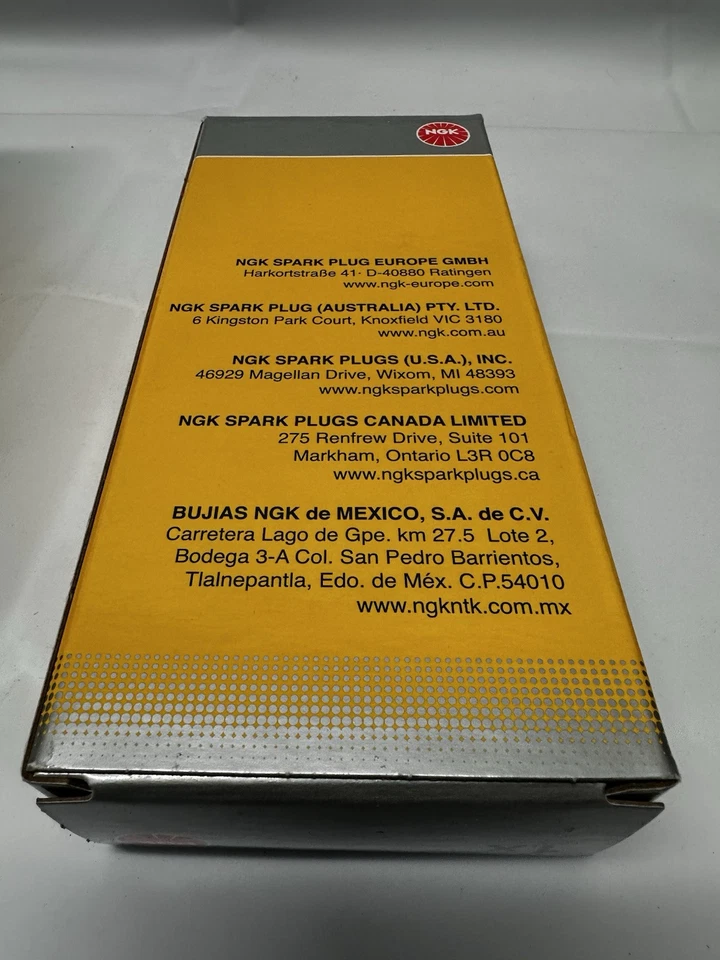 NGK
NGK SPARK PLUG EUROPE GMBH
Harkortstraße 41· D-40880 Ratingen
www.ngk-europe.com
NGK SPARK PLUG (AUSTRALIA) PTY. LTD.
6 Kingston Park Court, Knoxfield VIC 3180
www.ngk.com.au
NGK SPARK PLUGS (U.S.A.), INC.
46929 Magellan Drive, Wixom, MI 48393
www.ngksparkplugs.com
NGK SPARK PLUGS CANADA LIMITED
275 Renfrew Drive, Suite 101
Markham, Ontario L3R 0C8
www.ngksparkplugs.ca
BUJIAS NGK de MEXICO, S.A. de C.V.
Carretera Lago de Gpe. km 27.5 Lote 2,
Bodega 3-A Col. San Pedro Barrientos,
Tlalnepantla, Edo. de Méx. C.P.54010
www.ngkntk.com.mx